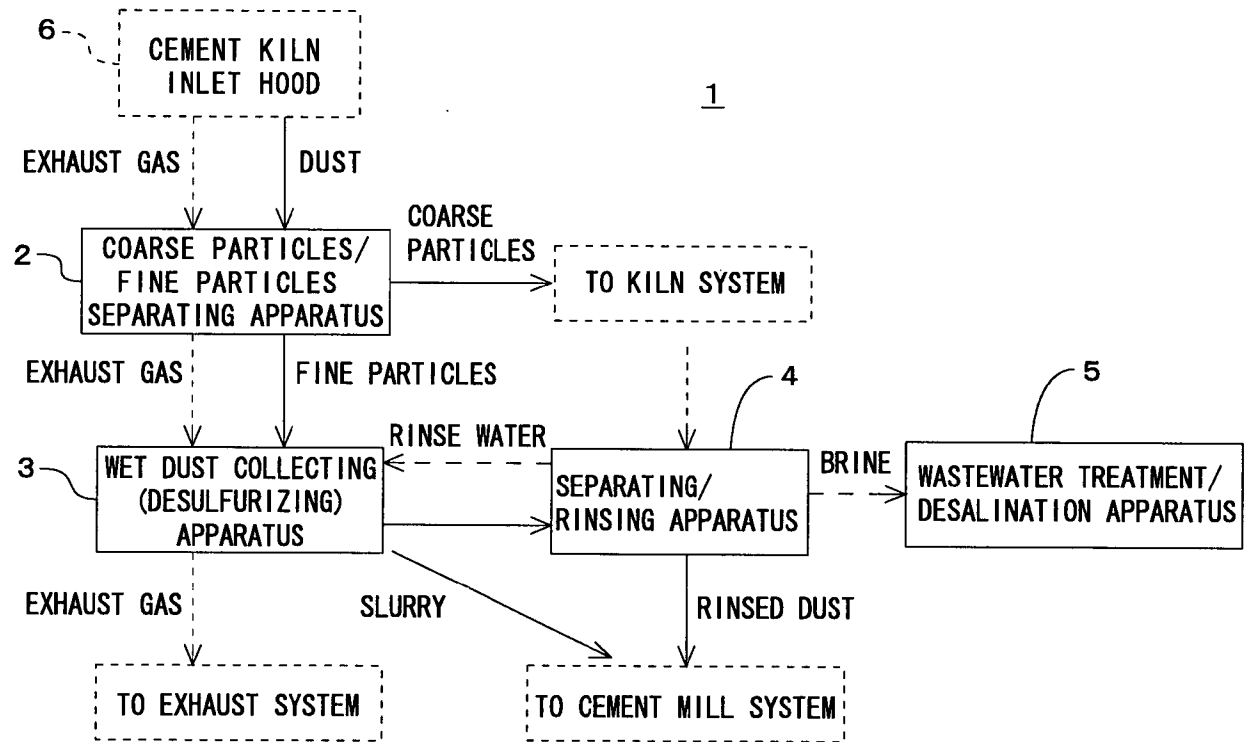 6
CEMENT KILN
INLET HOOD
1
EXHAUST GAS
DUST
COARSE
PARTICLES
2
COARSE PARTICLES/
FINE PARTICLES
SEPARATING APPARATUS
TO KILN SYSTEM
EXHAUST GAS
FINE PARTICLES
4
5
RINSE WATER
3
WET DUST COLLECTING
(DESULFURIZING)
APPARATUS
SEPARATING/
RINSING APPARATUS
BRINE
WASTEWATER TREATMENT/
DESALINATION APPARATUS
EXHAUST GAS
SLURRY
RINSED DUST
TO EXHAUST SYSTEM
TO CEMENT MILL SYSTEM